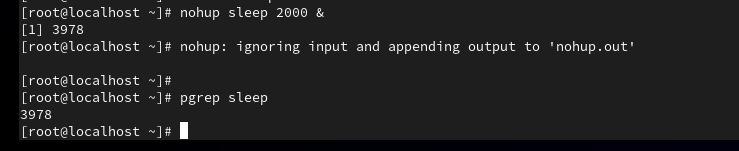 [root@localhost ~]# nohup sleep 2000 &
[1] 3978
[root@localhost ~]# nohup: ignoring input and appending output to 'nohup.out'
[root@localhost ~]#
[root@localhost ~]# pgrep sleep
3978
[root@localhost ~]#